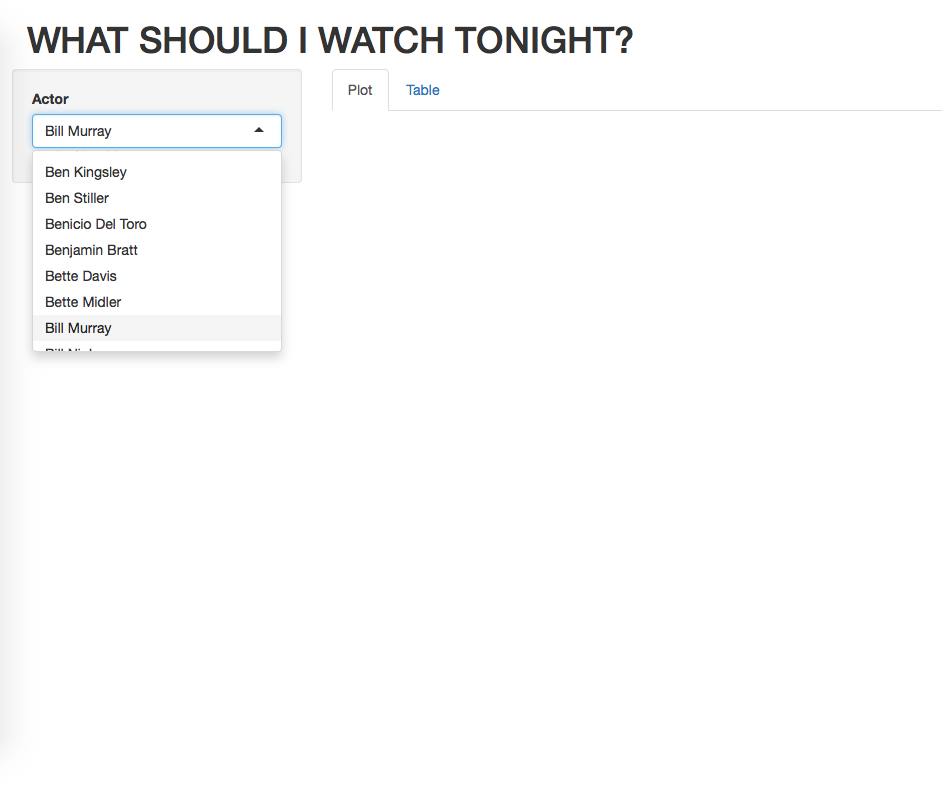 WHAT SHOULD I WATCH TONIGHT?
Actor
Bill Murray
Plot Table
Ben Kingsley
Ben Stiller
Benicio Del Toro
Benjamin Bratt
Bette Davis
Bette Midler
Bill Murray
Bill